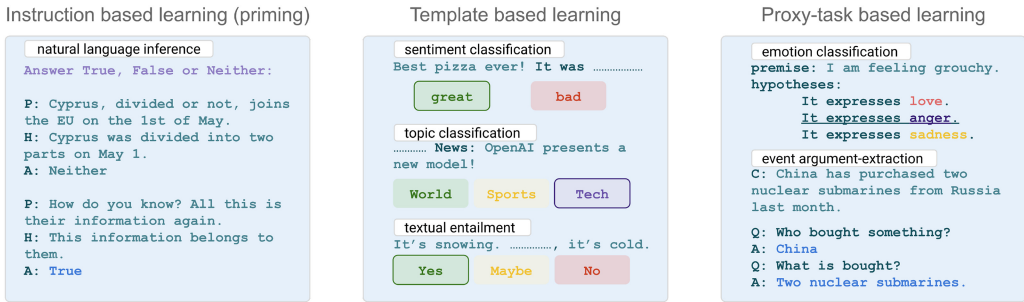 Instruction based learning (priming)
natural language inference
Answer True, False or Neither:
P: Cyprus, divided or not, joins
the EU on the 1st of May.
H: Cyprus was divided into two
parts on May 1.
A: Neither
P: How do you know? All this is
their information again.
H: This information belongs to
them.
A: True
Template based learning
sentiment classification
Best pizza ever! It was ..................
great
bad
topic classification
............ News: OpenAI presents a
new model!
World
Sports
Tech
textual entailment
It's snowing. ..............., it's cold.
Yes
Maybe
No
Proxy-task based learning
emotion classification
premise: I am feeling grouchy.
hypotheses:
It expresses love.
It expresses anger.
It expresses sadness.
event argument-extraction
C: China has purchased two
nuclear submarines from Russia
last month.
Q: Who bought something?
A: China
Q: What is bought?
A: Two nuclear submarines.